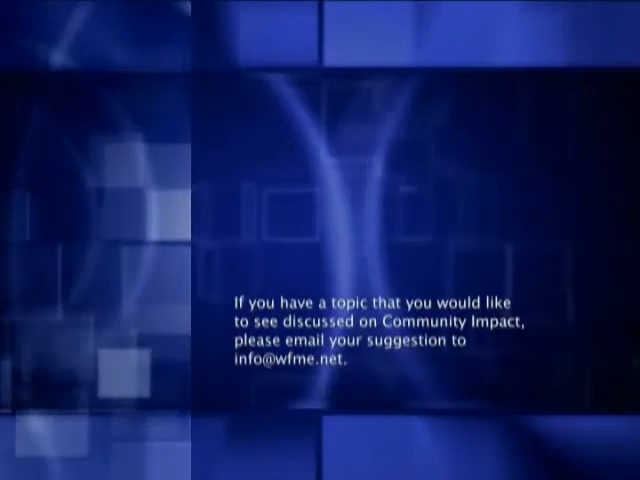 If you have a topic that you would like
to see discussed on Community Impact,
please email your suggestion to
info@wfme.net.